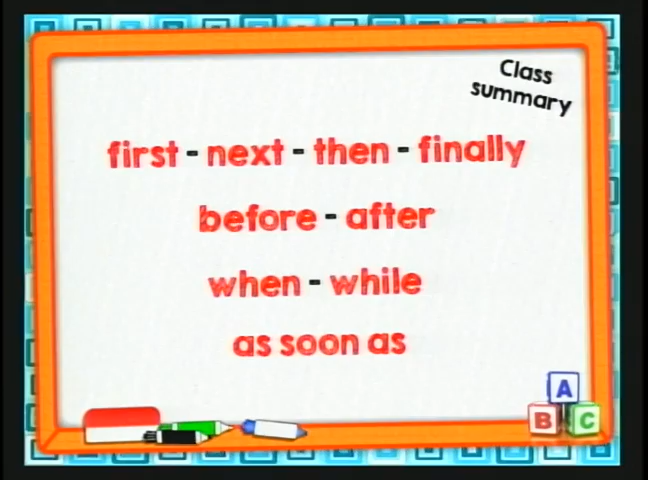 Class
summary
first - next - then - finally
before - after
when - while
as soon as
A
B C